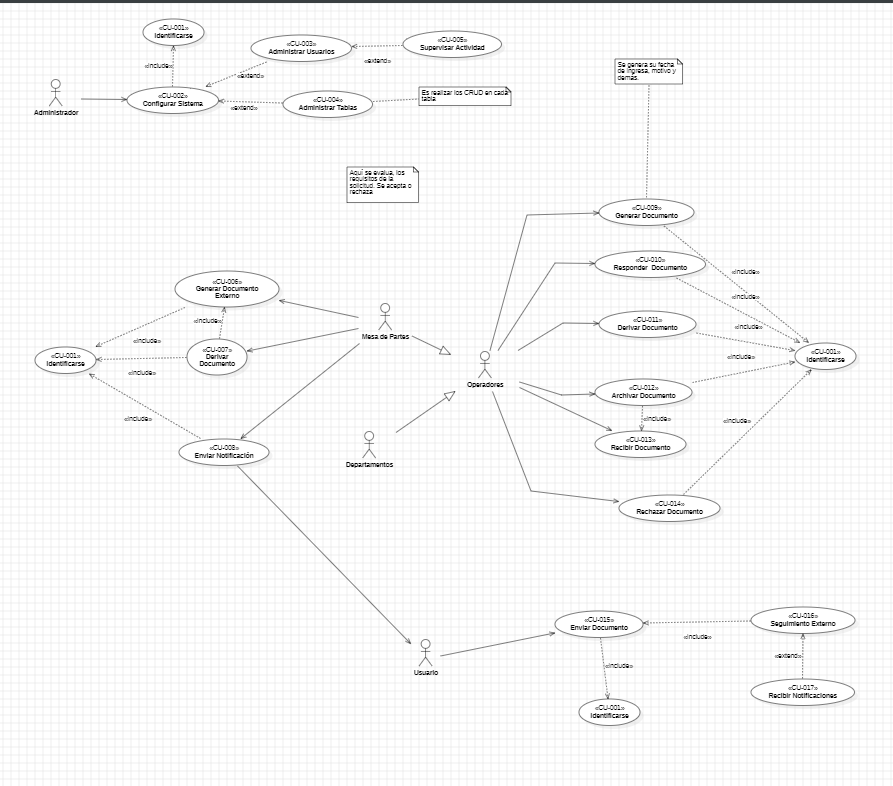 «CU-001»
Identificarse
«include»
«CU-003»
Administrar Usuarios
«CU-005»
Supervisar Actividad
«extend»
«extend»
Administrador
«CU-002»
Configurar Sistema
«extend»
«CU-004»
Administrar Tablas
Es realizar los CRUD en cada
tabla
Se genera su fecha
de ingresa, motivo y
demás.
Aquí se evalua, los
requisitos de la
solicitud. Se acepta o
rechaza
«CU-009»
Generar Documento
«CU-010»
Responder Documento
«include»
«include»
«CU-006»
Generar Documento
Externo
«include»
Mesa de Partes
«CU-011»
Derivar Documento
«include»
«include»
«CU-007»
Derivar
Documento
«CU-001»
Identificarse
«include»
«CU-001»
Identificarse
«include»
Operadores
«CU-012»
Archivar Documento
«include»
«include»
«include»
«CU-013»
Recibir Documento
«CU-008»
Enviar Notificación
Departamentos
«CU-014»
Rechazar Documento
«CU-015»
Enviar Documento
«CU-016»
Seguimiento Externo
«include»
Usuario
«include»
«extend»
«CU-017»
Recibir Notificaciones
«CU-001»
Identificarse